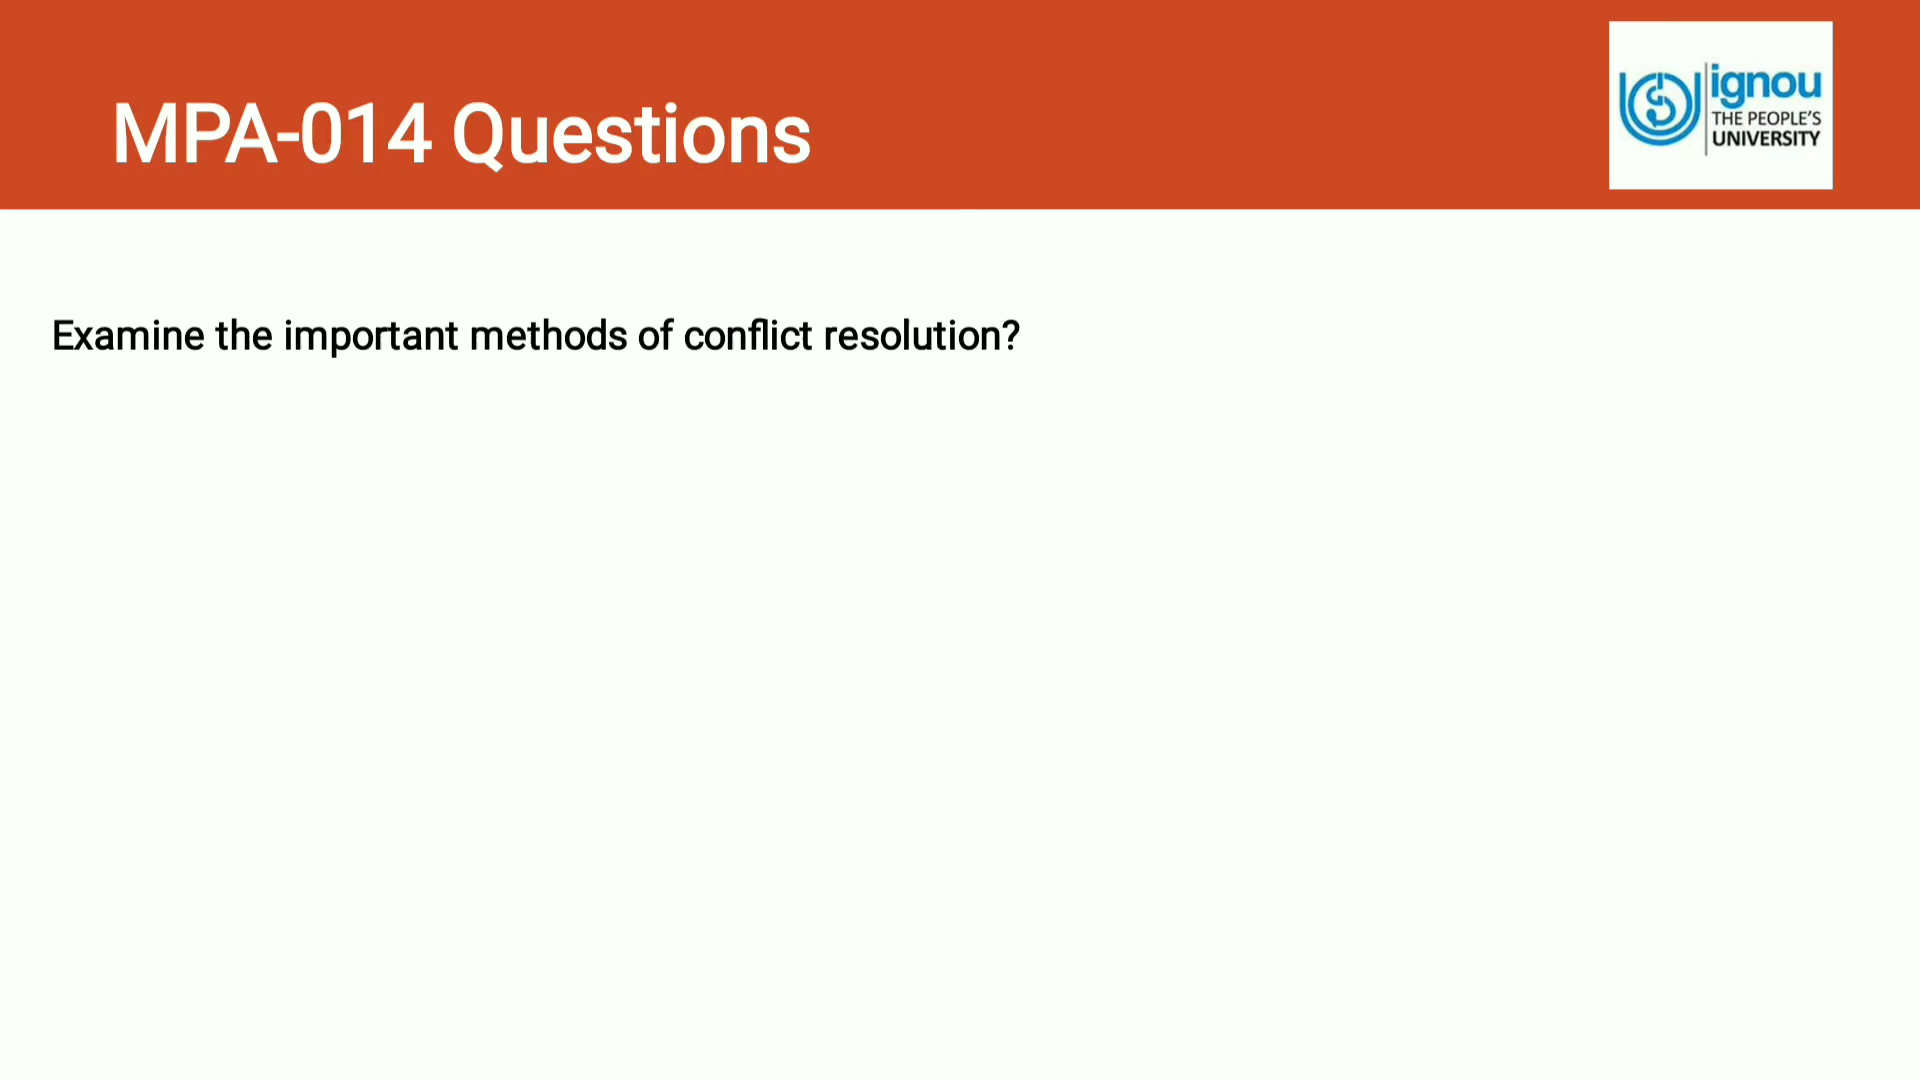 MPA-014 Questions
ignou
THE PEOPLE'S
UNIVERSITY
Examine the important methods of conflict resolution?